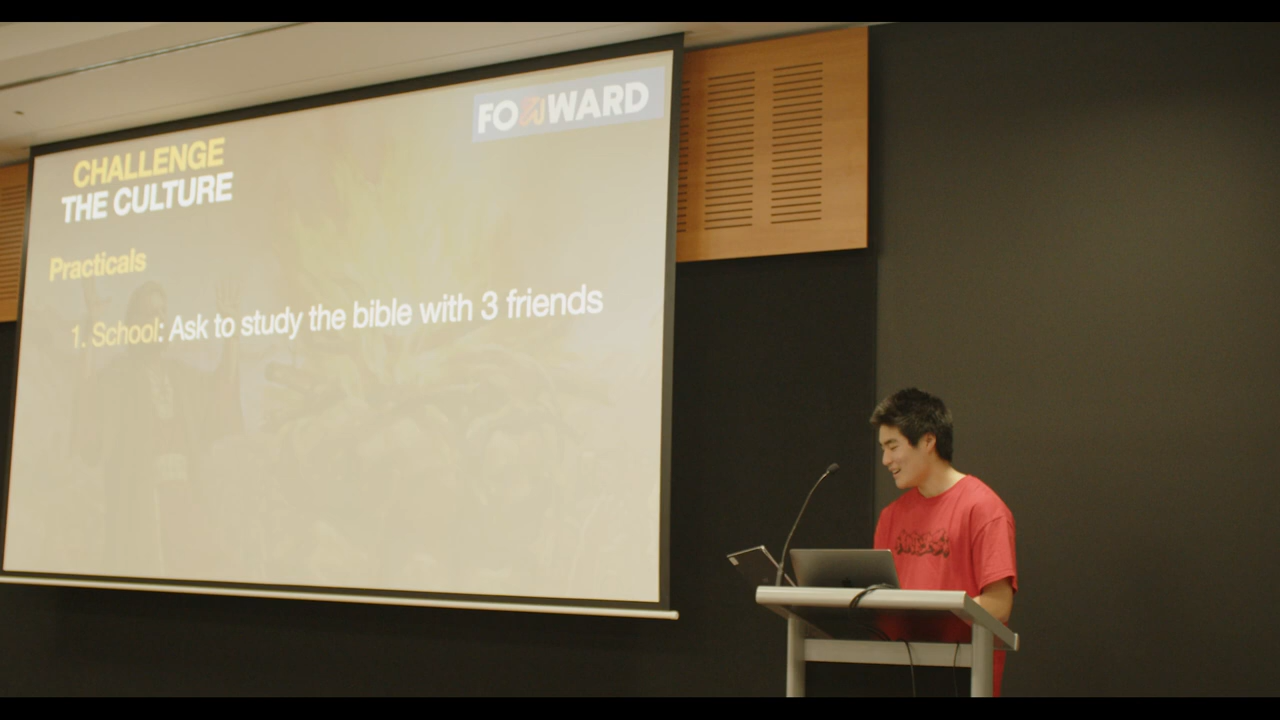 FORWARD
CHALLENGE
THE CULTURE
Practicals
1. School: Ask to study the bible with 3 friends